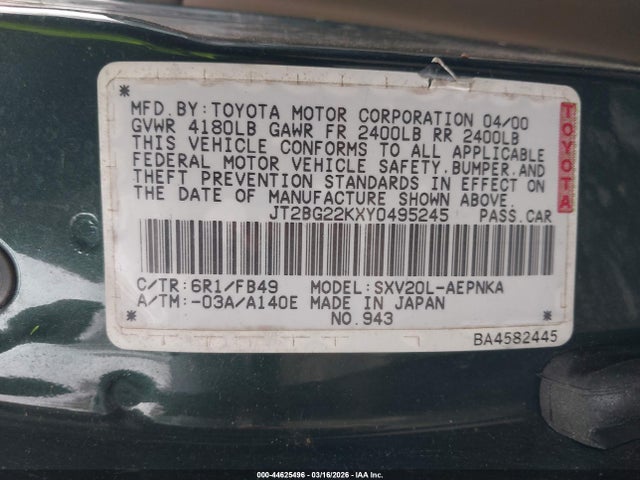 MFD.BY:TOYOTA MOTOR CORPORATION 04/00
GVWR 4180LB GAWR FR 2400LB RR 2400LB
THIS VEHICLE CONFORMS TO ALL APPLICABLE
FEDERAL MOTOR VEHICLE SAFETY,BUMPER,AND
THEFT PREVENTION STANDARDS IN EFFECT ON
THE DATE OF MANUFACTURE SHOWN ABOVE.
TOYOTA
JT2BG22KXY0495245 PASS.CAR
C/TR:6R1/FB49 MODEL:SXV20L-AEPNKA
A/TM:-03A/A140E MADE IN JAPAN
NO.943
BA4582445
000-44625496 - 03/16/2026 - IAA Inc.